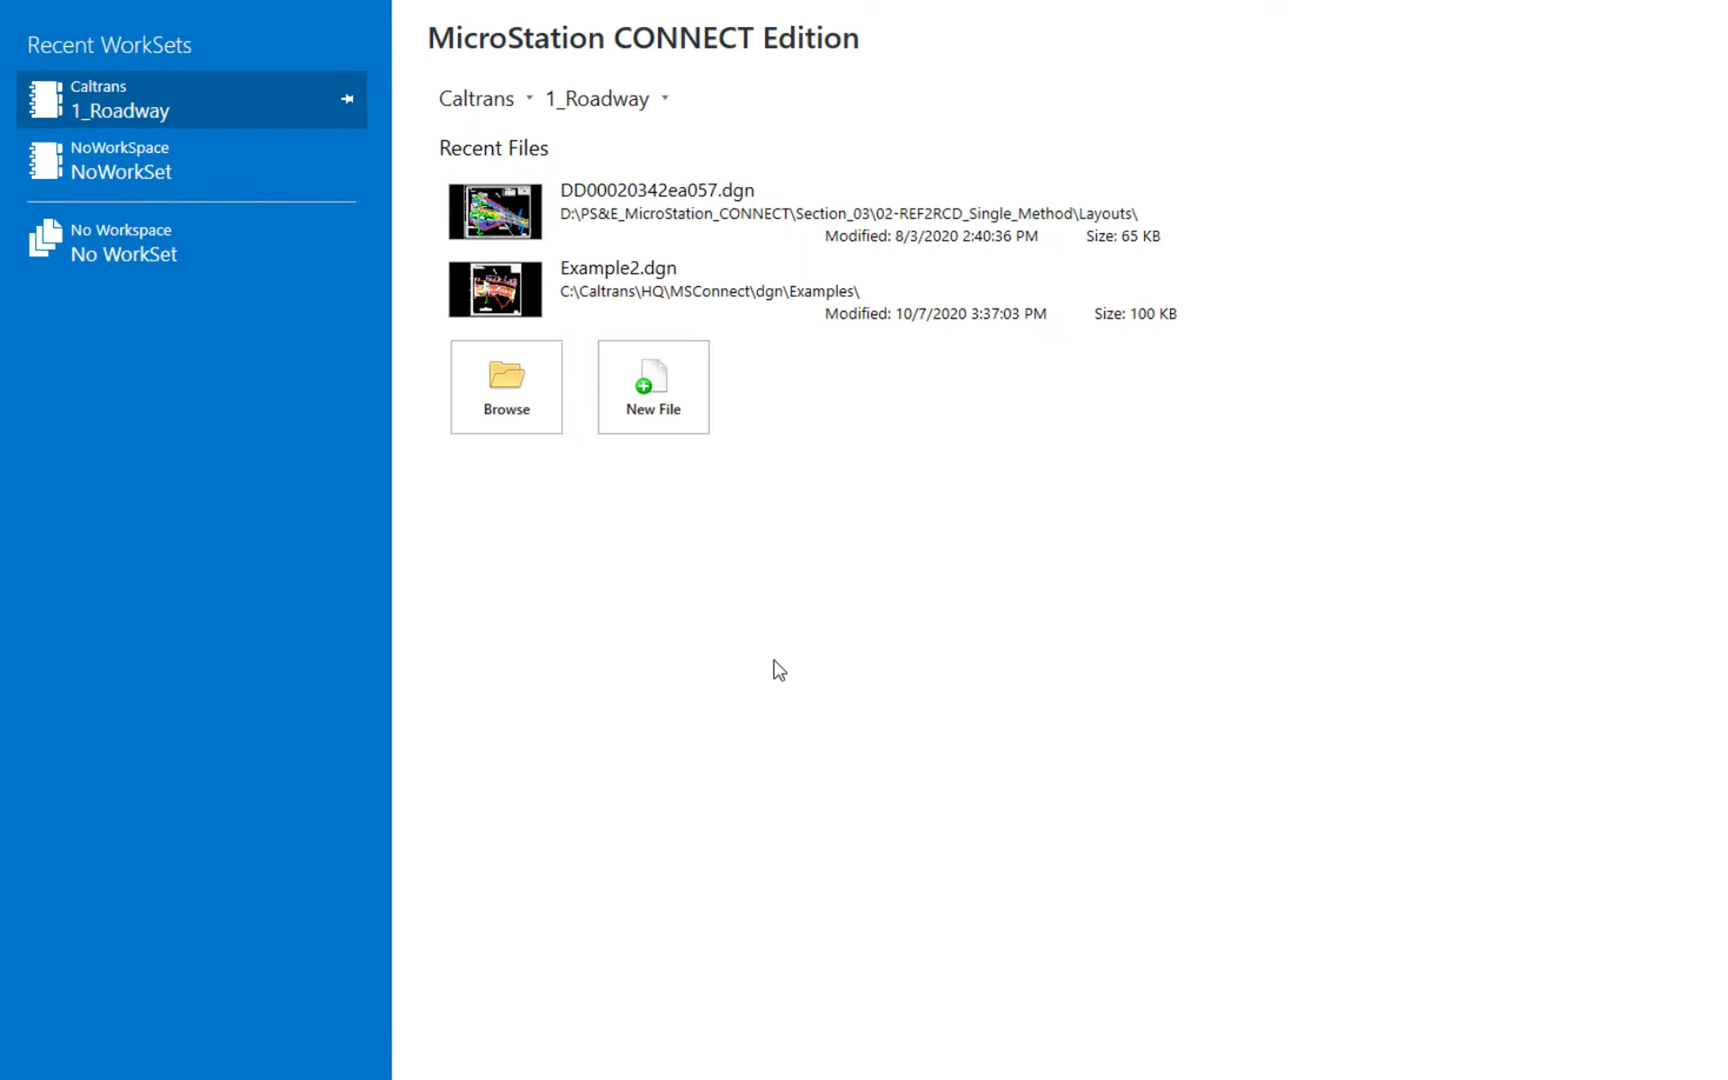 Recent WorkSets
Caltrans
1_Roadway
NoWorkSpace
NoWorkSet
No Workspace
No WorkSet
MicroStation CONNECT Edition
Caltrans 1_Roadway
Recent Files
DD00020342ea057.dgn
D:\PS&E_MicroStation_CONNECT\Section_03\02-REF2RCD_Single_Method\Layouts\
Modified: 8/3/2020 2:40:36 PM Size: 65 KB
Example2.dgn
C:\Caltrans\HQ\MSConnect\dgn\Examples\
Modified: 10/7/2020 3:37:03 PM Size: 100 KB
Browse New File